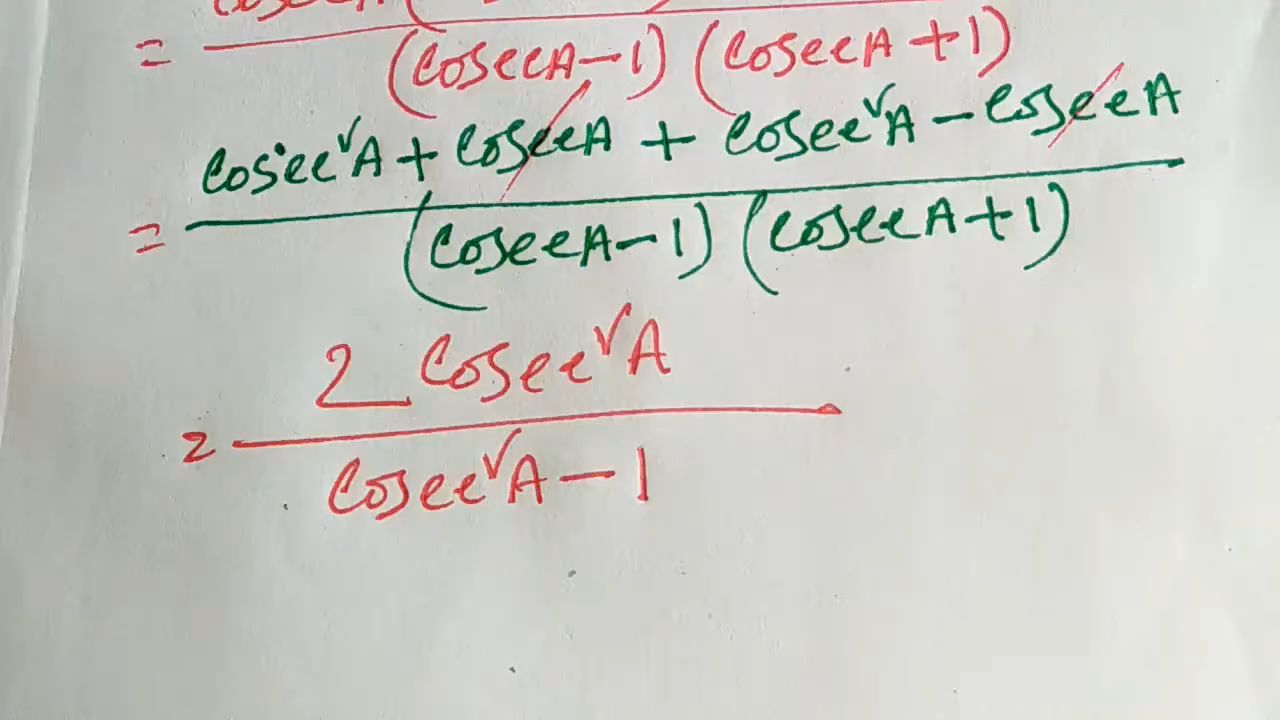 =
(cosecA-1) (cosecA+1)
cosec²A + cosecA + cosec²A - cosecA
=
(cosecA-1) (cosecA+1)
2 cosec²A
=
cosec²A - 1